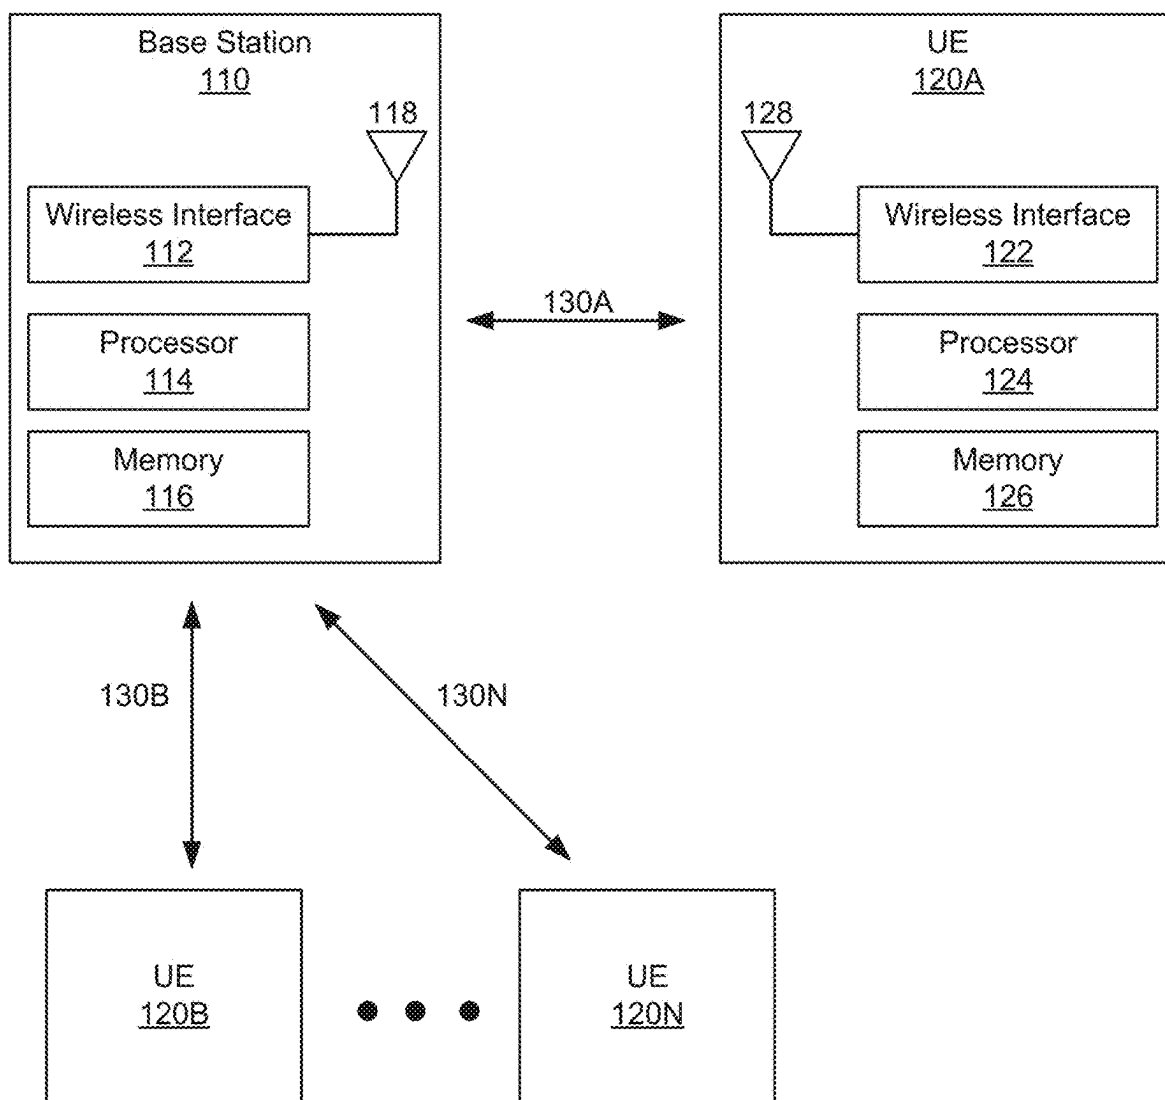 Base Station
110
118
Wireless Interface
112
Processor
114
Memory
116
130A
UE
120A
128
Wireless Interface
122
Processor
124
Memory
126
130B
130N
UE
120B
UE
120N